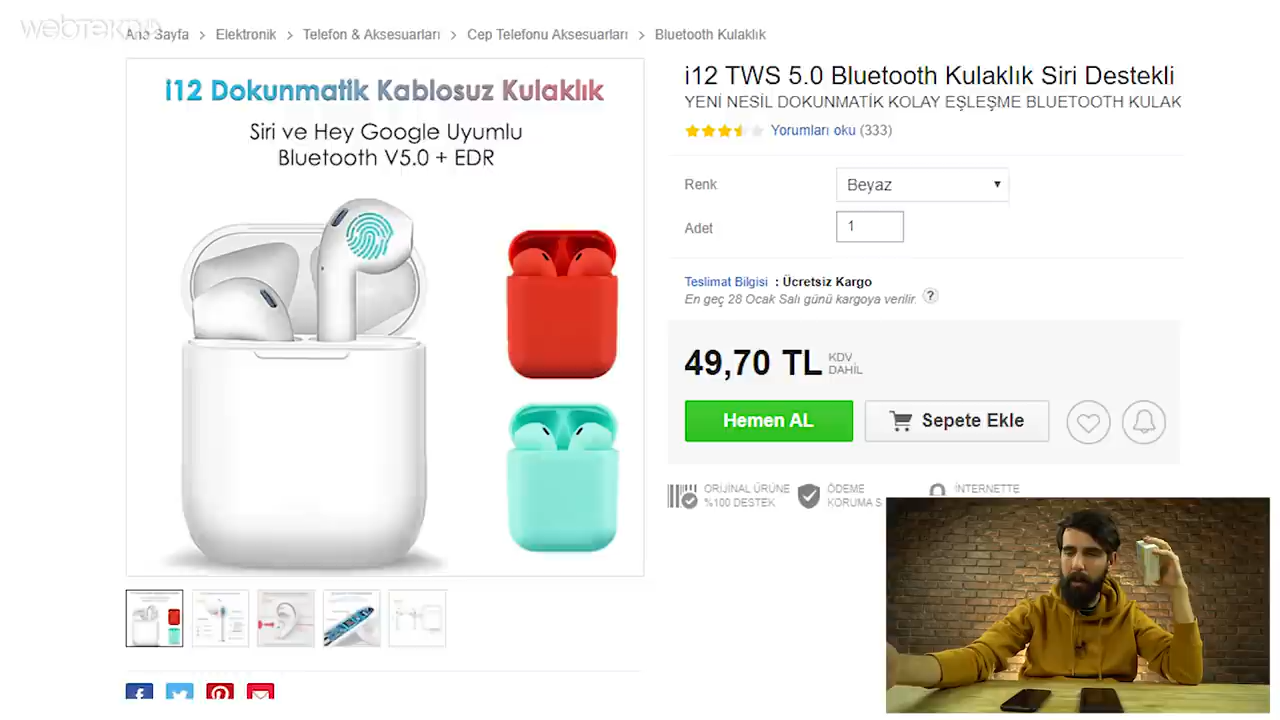 webtekno
Ana Sayfa > Elektronik > Telefon & Aksesuarları > Cep Telefonu Aksesuarları > Bluetooth Kulaklık
i12 Dokunmatik Kablosuz Kulaklık
Siri ve Hey Google Uyumlu
Bluetooth V5.0 + EDR
i12 TWS 5.0 Bluetooth Kulaklık Siri Destekli
YENİ NESİL DOKUNMATİK KOLAY EŞLEŞME BLUETOOTH KULAK
Yorumları oku (333)
Renk
Beyaz
Adet
1
Teslimat Bilgisi : Ücretsiz Kargo
En geç 28 Ocak Salı günü kargoya verilir. ?
49,70 TL KDV
DAHİL
Hemen AL
Sepete Ekle
ORİJİNAL ÜRÜNE
%100 DESTEK
ÖDEME
KORUMA S
İNTERNETTE